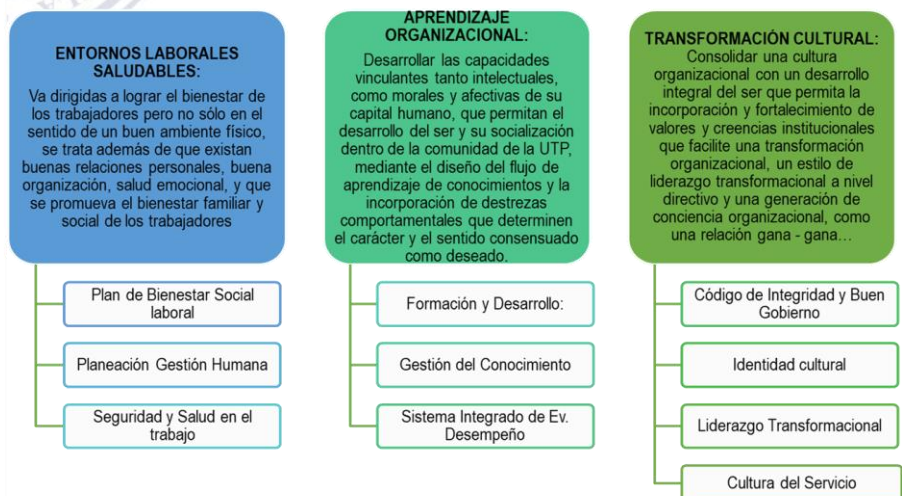 ENTORNOS LABORALES
SALUDABLES:
Va dirigidas a lograr el bienestar de
los trabajadores pero no sólo en el
sentido de un buen ambiente físico,
se trata además de que existan
buenas relaciones personales, buena
organización, salud emocional, y que
se promueva el bienestar familiar y
social de los trabajadores
Plan de Bienestar Social
laboral
Planeación Gestión Humana
Seguridad y Salud en el
trabajo
APRENDIZAJE
ORGANIZACIONAL:
Desarrollar las capacidades
vinculantes tanto intelectuales,
como morales y afectivas de su
capital humano, que permitan el
desarrollo del ser y su socialización
dentro de la comunidad de la UTP,
mediante el diseño del flujo de
aprendizaje de conocimientos y la
incorporación de destrezas
comportamentales que determinen
el carácter y el sentido consensuado
como deseado.
Formación y Desarrollo:
Gestión del Conocimiento
Sistema Integrado de Ev.
Desempeño
TRANSFORMACIÓN CULTURAL:
Consolidar una cultura
organizacional con un desarrollo
integral del ser que permita la
incorporación y fortalecimiento de
valores y creencias institucionales
que facilite una transformación
organizacional, un estilo de
liderazgo transformacional a nivel
directivo y una generación de
conciencia organizacional, como
una relación gana - gana…
Código de Integridad y Buen
Gobierno
Identidad cultural
Liderazgo Transformacional
Cultura del Servicio